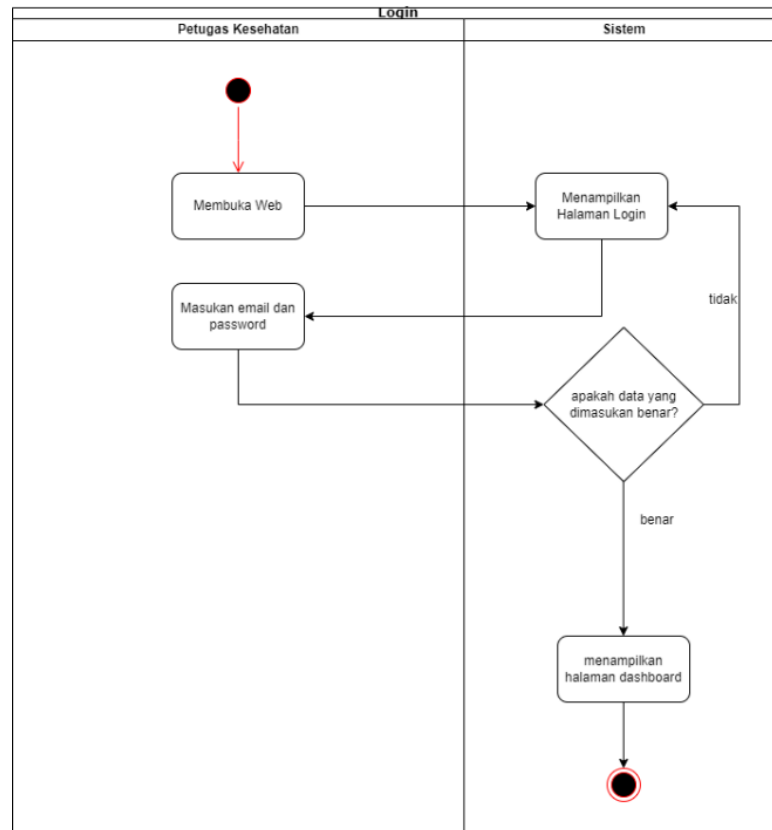 Login
Petugas Kesehatan
Sistem
Membuka Web
Menampilkan
Halaman Login
Masukan email dan
password
tidak
apakah data yang
dimasukan benar?
benar
menampilkan
halaman dashboard